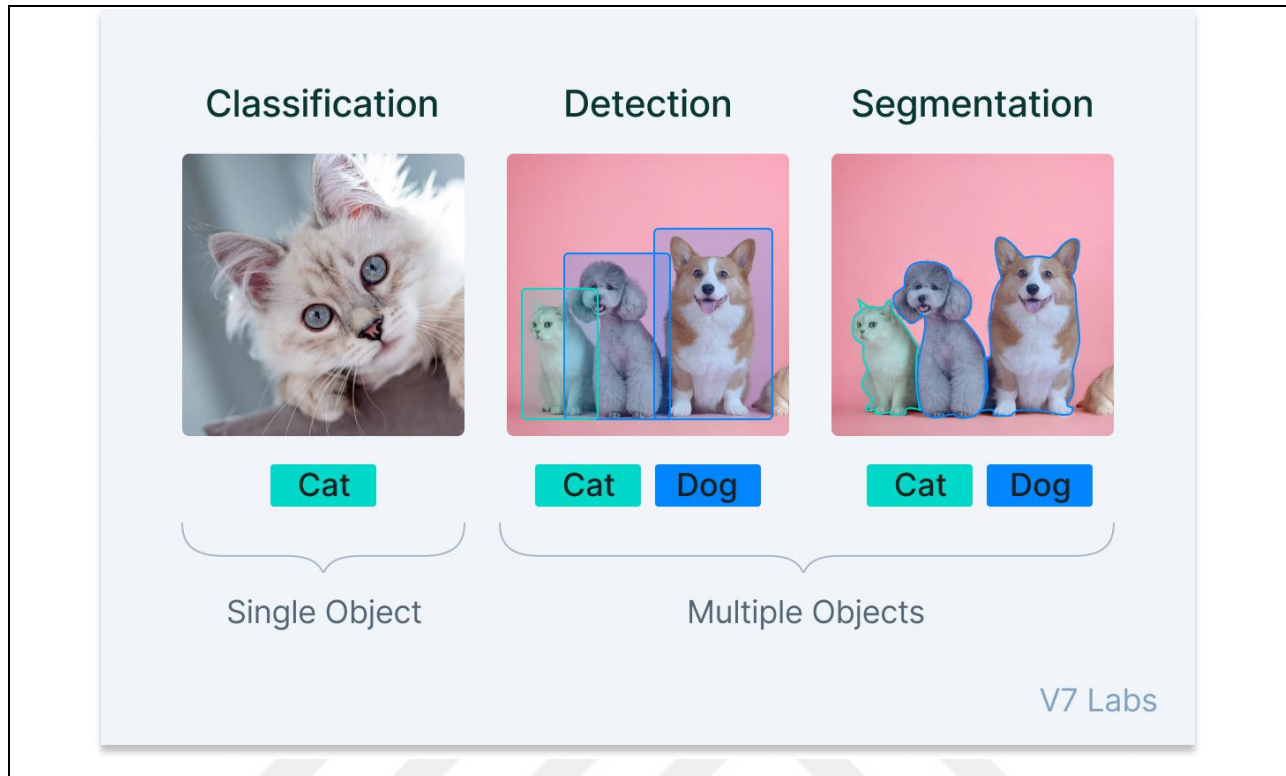 Classification
Detection
Segmentation
Cat
Cat
Dog
Cat
Dog
Single Object
Multiple Objects
V7 Labs